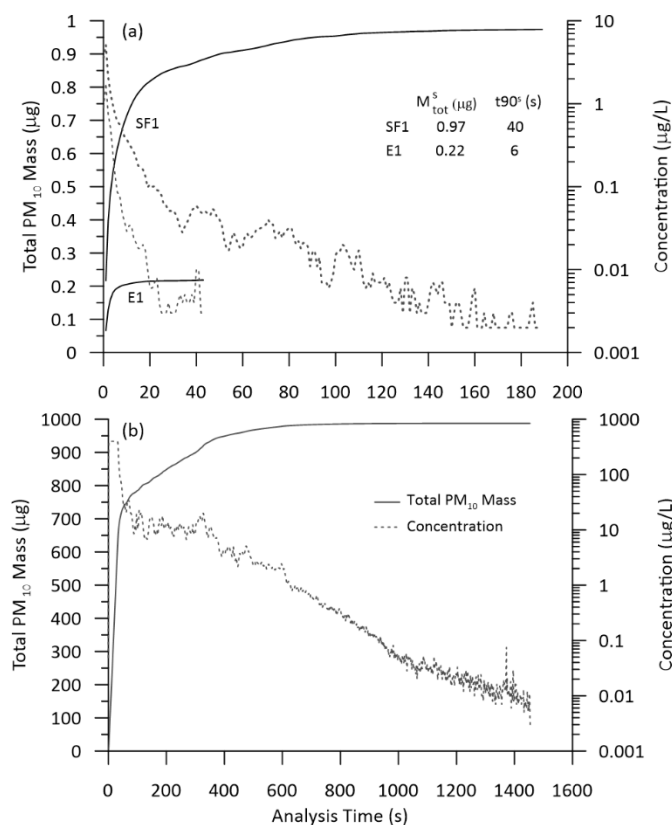 (a)
1
0.9
0.8
0.7
0.6
0.5
0.4
0.3
0.2
0.1
0
Total PM10 Mass (µg)
10
1
0.1
0.01
0.001
Concentration (µg/L)
M^s_tot (µg) t90^s (s)
SF1 0.97 40
E1 0.22 6
SF1
E1
0 20 40 60 80 100 120 140 160 180 200
(b)
1000
900
800
700
600
500
400
300
200
100
0
Total PM10 Mass (µg)
1000
100
10
1
0.1
0.01
0.001
Concentration (µg/L)
Total PM10 Mass
Concentration
0 200 400 600 800 1000 1200 1400 1600
Analysis Time (s)